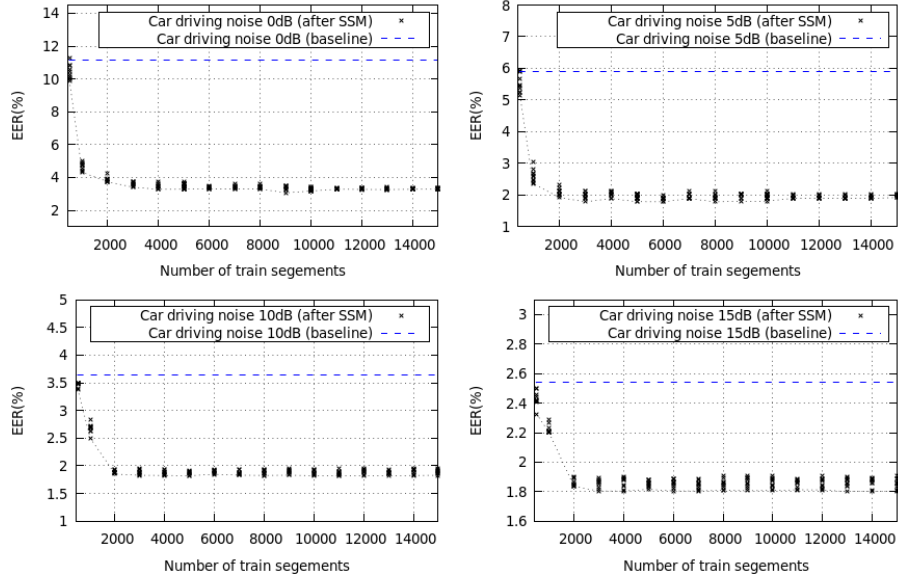 14
12
10
8
6
4
2
EER(%)
Car driving noise 0dB (after SSM)
Car driving noise 0dB (baseline)
2000 4000 6000 8000 10000 12000 14000
Number of train segements
8
7
6
5
4
3
2
1
EER(%)
Car driving noise 5dB (after SSM)
Car driving noise 5dB (baseline)
2000 4000 6000 8000 10000 12000 14000
Number of train segements
5
4.5
4
3.5
3
2.5
2
1.5
1
EER(%)
Car driving noise 10dB (after SSM)
Car driving noise 10dB (baseline)
2000 4000 6000 8000 10000 12000 14000
Number of train segements
3
2.8
2.6
2.4
2.2
2
1.8
1.6
EER(%)
Car driving noise 15dB (after SSM)
Car driving noise 15dB (baseline)
2000 4000 6000 8000 10000 12000 14000
Number of train segements